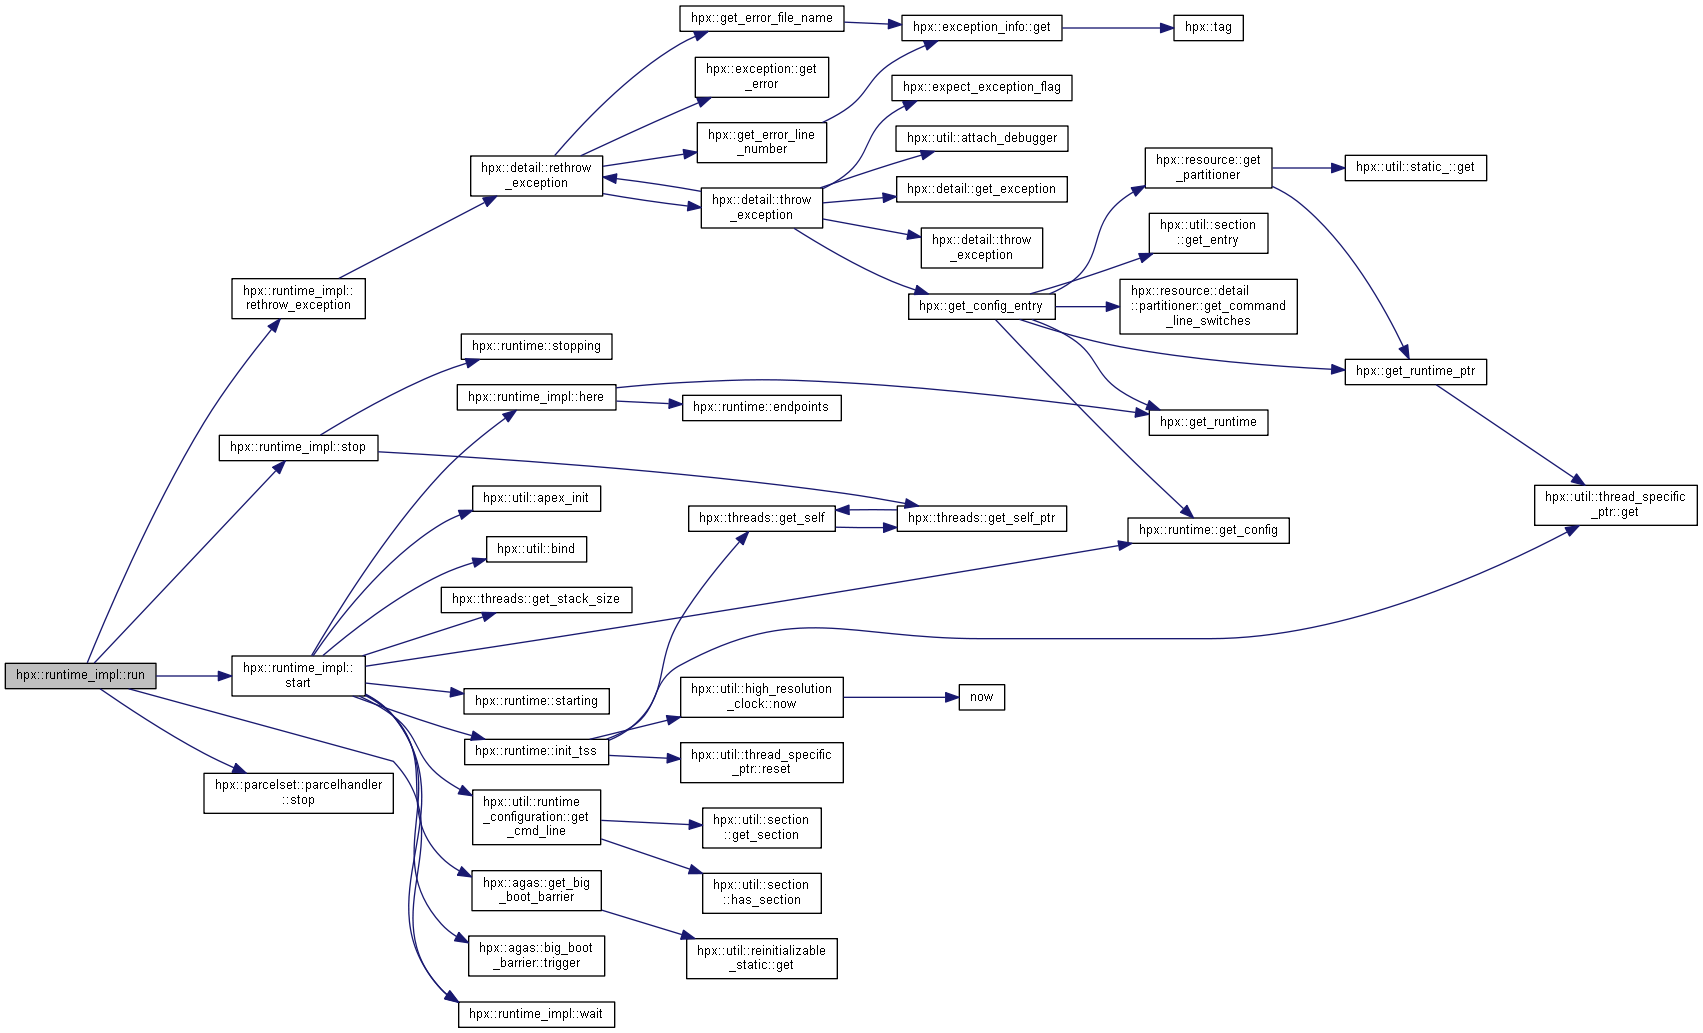 hpx::get_error_file_name
hpx::exception_info::get
hpx::tag
hpx::exception::get
_error
hpx::expect_exception_flag
hpx::get_error_line
_number
hpx::util::attach_debugger
hpx::detail::rethrow
_exception
hpx::resource::get
_partitioner
hpx::util::static_::get
hpx::detail::get_exception
hpx::detail::throw
_exception
hpx::util::section
::get_entry
hpx::detail::throw
_exception
hpx::runtime_impl::
rethrow_exception
hpx::get_config_entry
hpx::resource::detail
::partitioner::get_command
_line_switches
hpx::runtime::stopping
hpx::get_runtime_ptr
hpx::runtime_impl::here
hpx::runtime::endpoints
hpx::get_runtime
hpx::runtime_impl::stop
hpx::util::apex_init
hpx::util::thread_specific
_ptr::get
hpx::threads::get_self
hpx::threads::get_self_ptr
hpx::runtime::get_config
hpx::util::bind
hpx::threads::get_stack_size
hpx::runtime_impl::run
hpx::runtime_impl::
start
hpx::runtime::starting
hpx::util::high_resolution
_clock::now
now
hpx::runtime::init_tss
hpx::util::thread_specific
_ptr::reset
hpx::parcelset::parcelhandler
::stop
hpx::util::runtime
_configuration::get
_cmd_line
hpx::util::section
::get_section
hpx::agas::get_big
_boot_barrier
hpx::util::section
::has_section
hpx::agas::big_boot
_barrier::trigger
hpx::util::reinitializable
_static::get
hpx::runtime_impl::wait